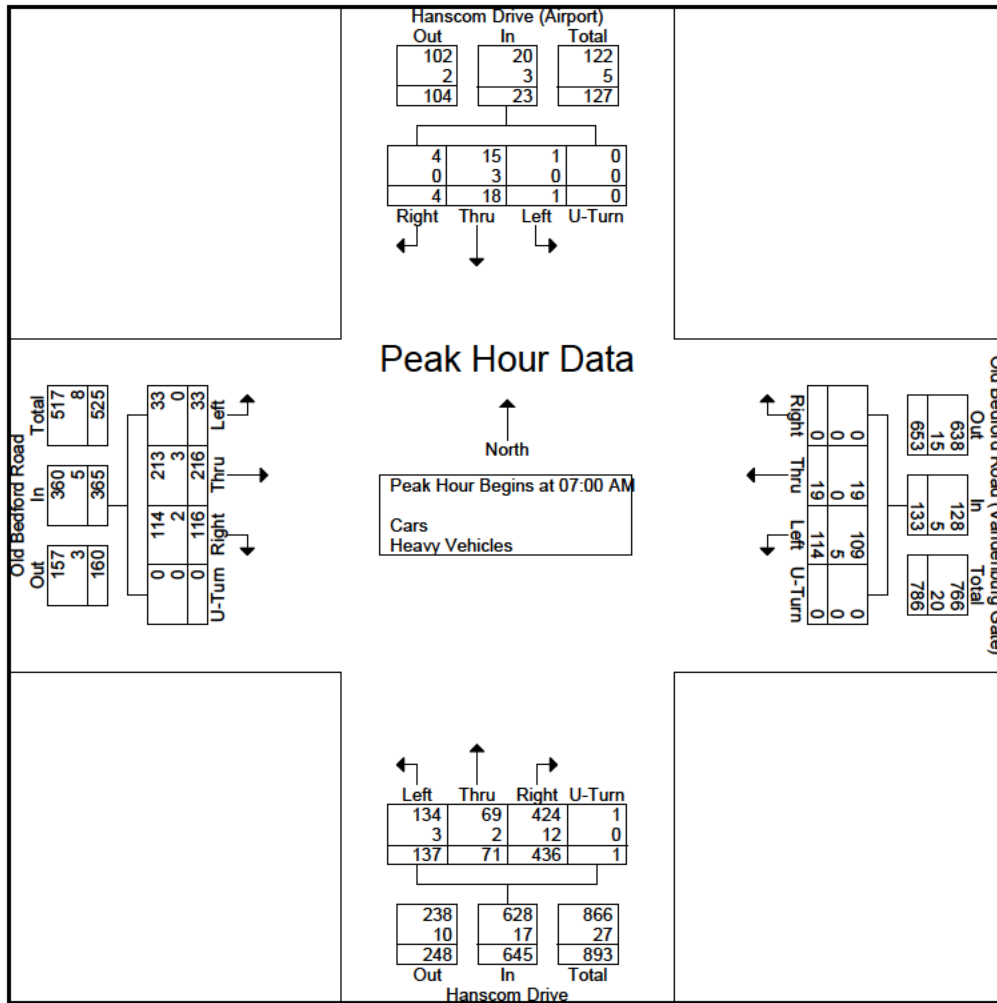 Hanscom Drive (Airport)
Out In Total
102 20 122
2 3 5
104 23 127
4 15 1 0
0 3 0 0
4 18 1 0
Right Thru Left U-Turn
Peak Hour Data
North
Peak Hour Begins at 07:00 AM
Cars
Heavy Vehicles
Old Bedford Road
Out In Total
157 360 517
3 5 8
160 365 525
U-Turn Right Thru Left
0 114 213 33
0 2 3 0
0 116 216 33
Old Bedford Road (Vandenburg Gate)
Out In Total
638 128 766
15 5 20
653 133 786
0 19 109 0
0 0 5 0
0 19 114 0
Right Thru Left U-Turn
Left Thru Right U-Turn
134 69 424 1
3 2 12 0
137 71 436 1
238 628 866
10 17 27
248 645 893
Out In Total
Hanscom Drive